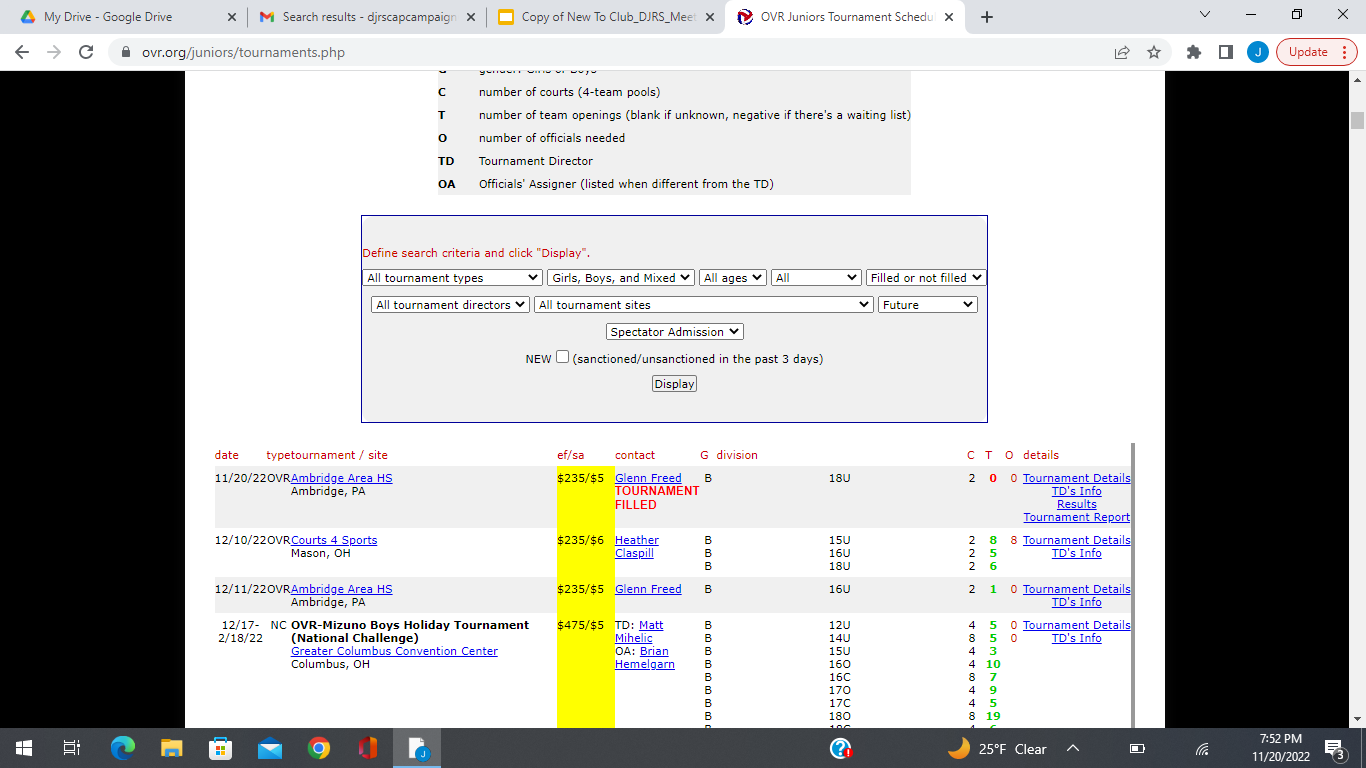 My Drive - Google Drive
Search results - djrscapcampaign
Copy of New To Club_DJRS_Meet
OVR Juniors Tournament Schedul
ovr.org/juniors/tournaments.php
J
Update
gender: Girls or Boys
C number of courts (4-team pools)
T number of team openings (blank if unknown, negative if there's a waiting list)
O number of officials needed
TD Tournament Director
OA Officials' Assigner (listed when different from the TD)
Define search criteria and click "Display".
All tournament types Girls, Boys, and Mixed All ages All Filled or not filled
All tournament directors All tournament sites Future
Spectator Admission
NEW (sanctioned/unsanctioned in the past 3 days)
Display
date type tournament / site ef/sa contact G division C T O details
11/20/22 OVR Ambridge Area HS $235/$5 Glenn Freed B 18U 2 0 0 Tournament Details
Ambridge, PA TOURNAMENT TD's Info
FILLED Results
Tournament Report
12/10/22 OVR Courts 4 Sports $235/$6 Heather B 15U 2 8 8 Tournament Details
Mason, OH Claspill B 16U 2 5 TD's Info
B 18U 2 6
12/11/22 OVR Ambridge Area HS $235/$5 Glenn Freed B 16U 2 1 0 Tournament Details
Ambridge, PA TD's Info
12/17- NC OVR-Mizuno Boys Holiday Tournament $475/$5 TD: Matt B 12U 4 5 0 Tournament Details
2/18/22 (National Challenge) Mihelic B 14U 8 5 0 TD's Info
Greater Columbus Convention Center OA: Brian B 15U 4 3
Columbus, OH Hemelgarn B 16O 4 10
B 16C 8 7
B 17O 4 9
B 17C 4 5
B 18O 8 19
25°F Clear
7:52 PM
11/20/2022
3